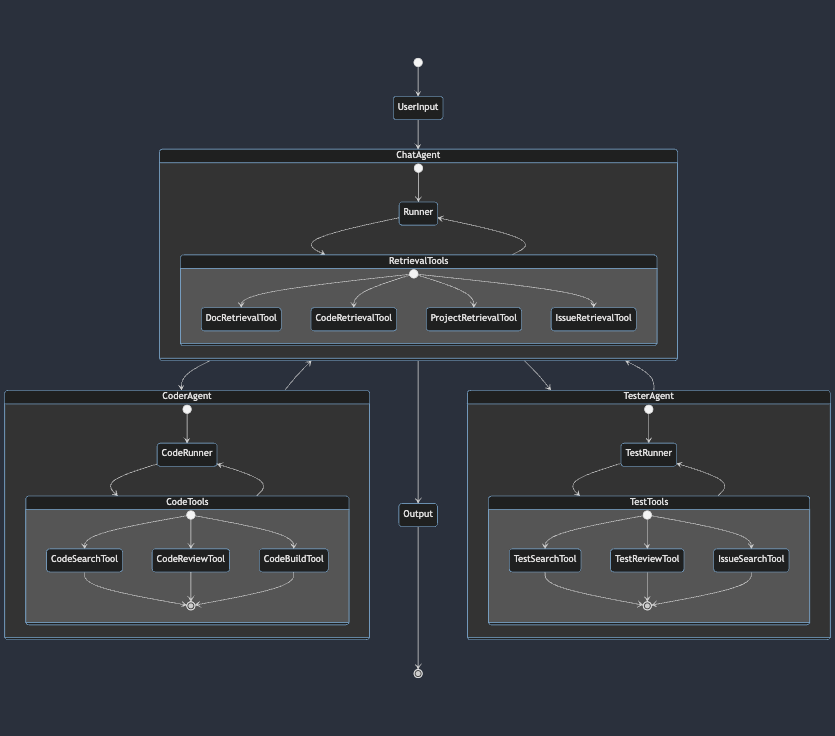 UserInput
ChatAgent
Runner
RetrievalTools
DocRetrievalTool
CodeRetrievalTool
ProjectRetrievalTool
IssueRetrievalTool
CoderAgent
CodeRunner
CodeTools
CodeSearchTool
CodeReviewTool
CodeBuildTool
Output
TesterAgent
TestRunner
TestTools
TestSearchTool
TestReviewTool
IssueSearchTool